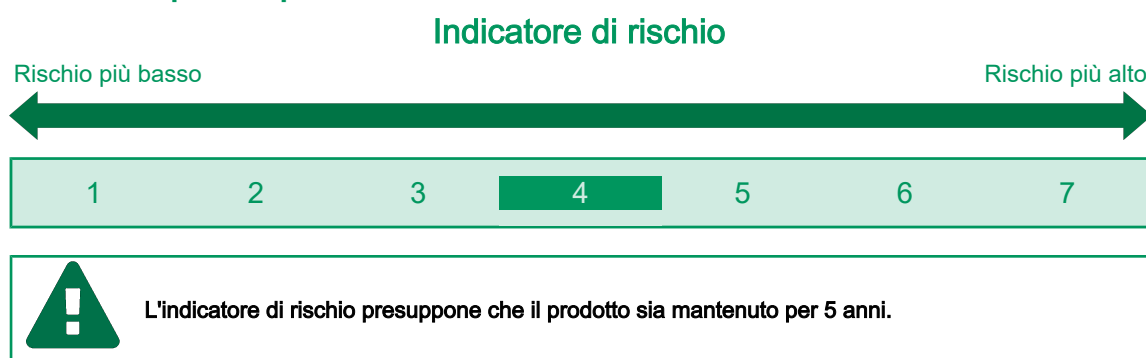 Indicatore di rischio
Rischio più basso Rischio più alto
1 2 3 4 5 6 7
L'indicatore di rischio presuppone che il prodotto sia mantenuto per 5 anni.